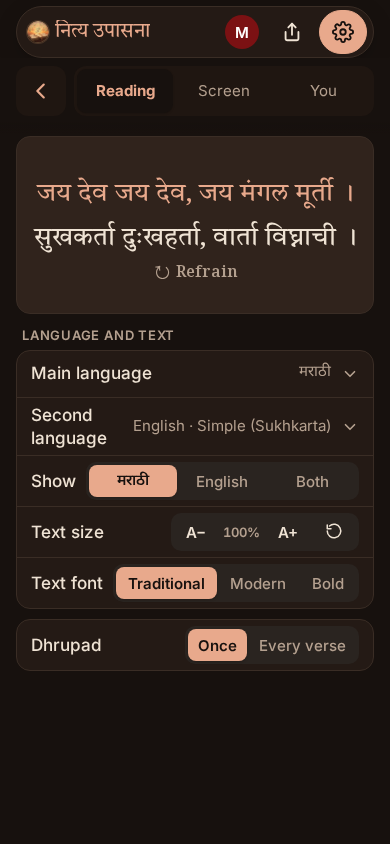 नित्य उपासना
M
Reading
Screen
You
जय देव जय देव, जय मंगल मूर्ती ।
सुखकर्ता दुःखहर्ता, वार्ता विघ्नाची ।
Refrain
LANGUAGE AND TEXT
Main language
मराठी
Second language
English · Simple (Sukhkarta)
Show
मराठी
English
Both
Text size
A−
100%
A+
Text font
Traditional
Modern
Bold
Dhrupad
Once
Every verse